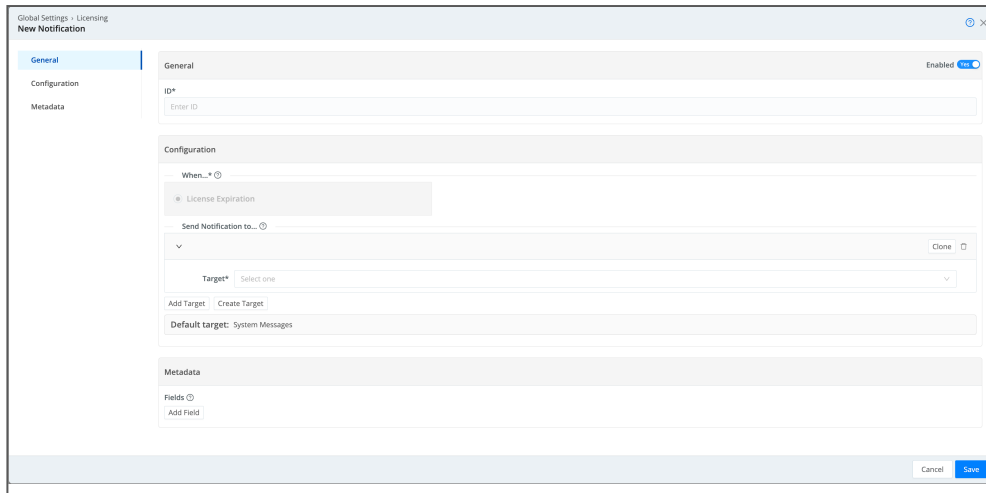 Global Settings › Licensing
New Notification
General
Configuration
Metadata
General
Enabled Yes
ID*
Enter ID
Configuration
When...*
License Expiration
Send Notification to...
Clone
Target* Select one
Add Target Create Target
Default target: System Messages
Metadata
Fields
Add Field
Cancel Save